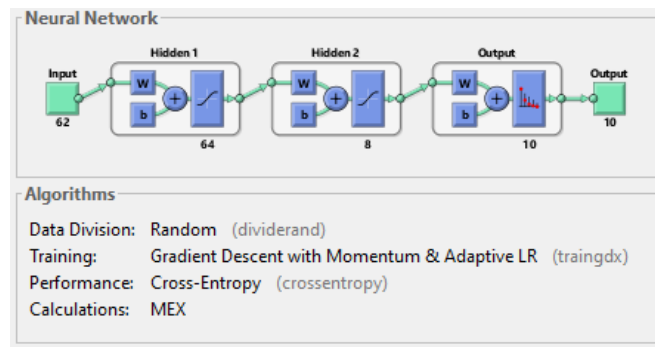 Neural Network
Hidden 1 Hidden 2 Output
Input W b W b W b Output
62 64 8 10 10
Algorithms
Data Division: Random (dividerand)
Training: Gradient Descent with Momentum & Adaptive LR (traingdx)
Performance: Cross-Entropy (crossentropy)
Calculations: MEX